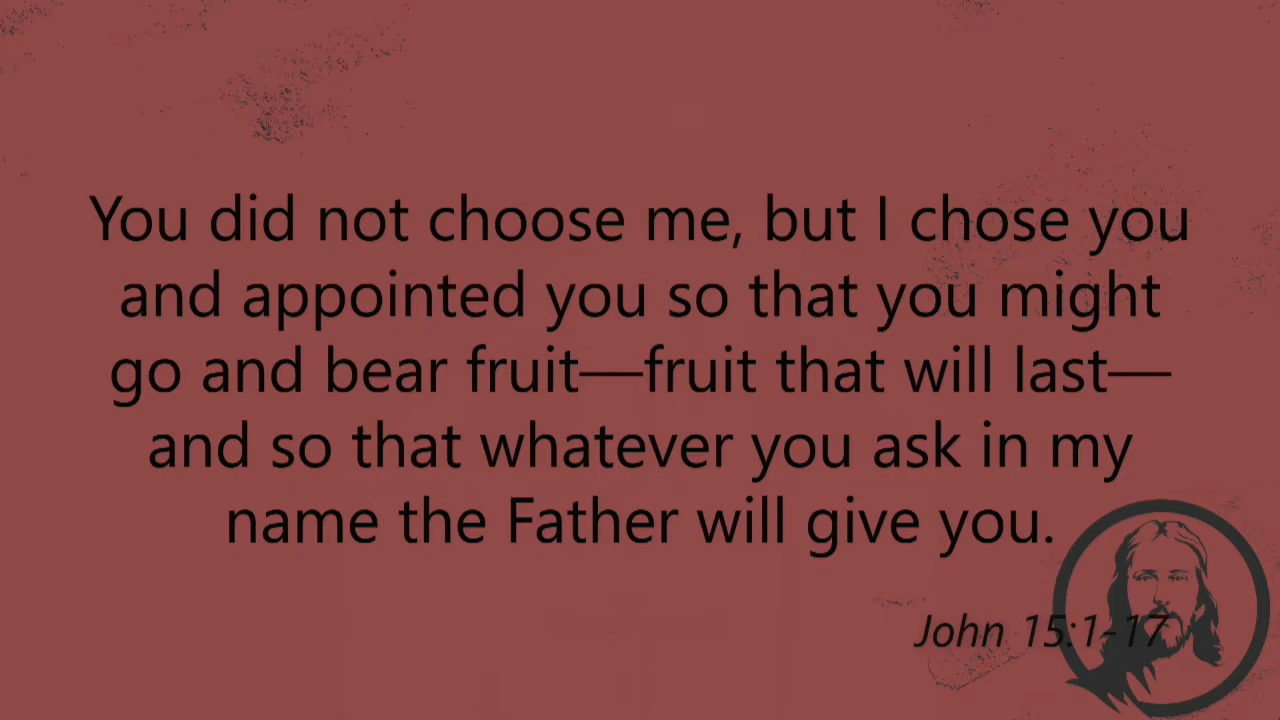 You did not choose me, but I chose you
and appointed you so that you might
go and bear fruit—fruit that will last—
and so that whatever you ask in my
name the Father will give you.
John 15:1-17